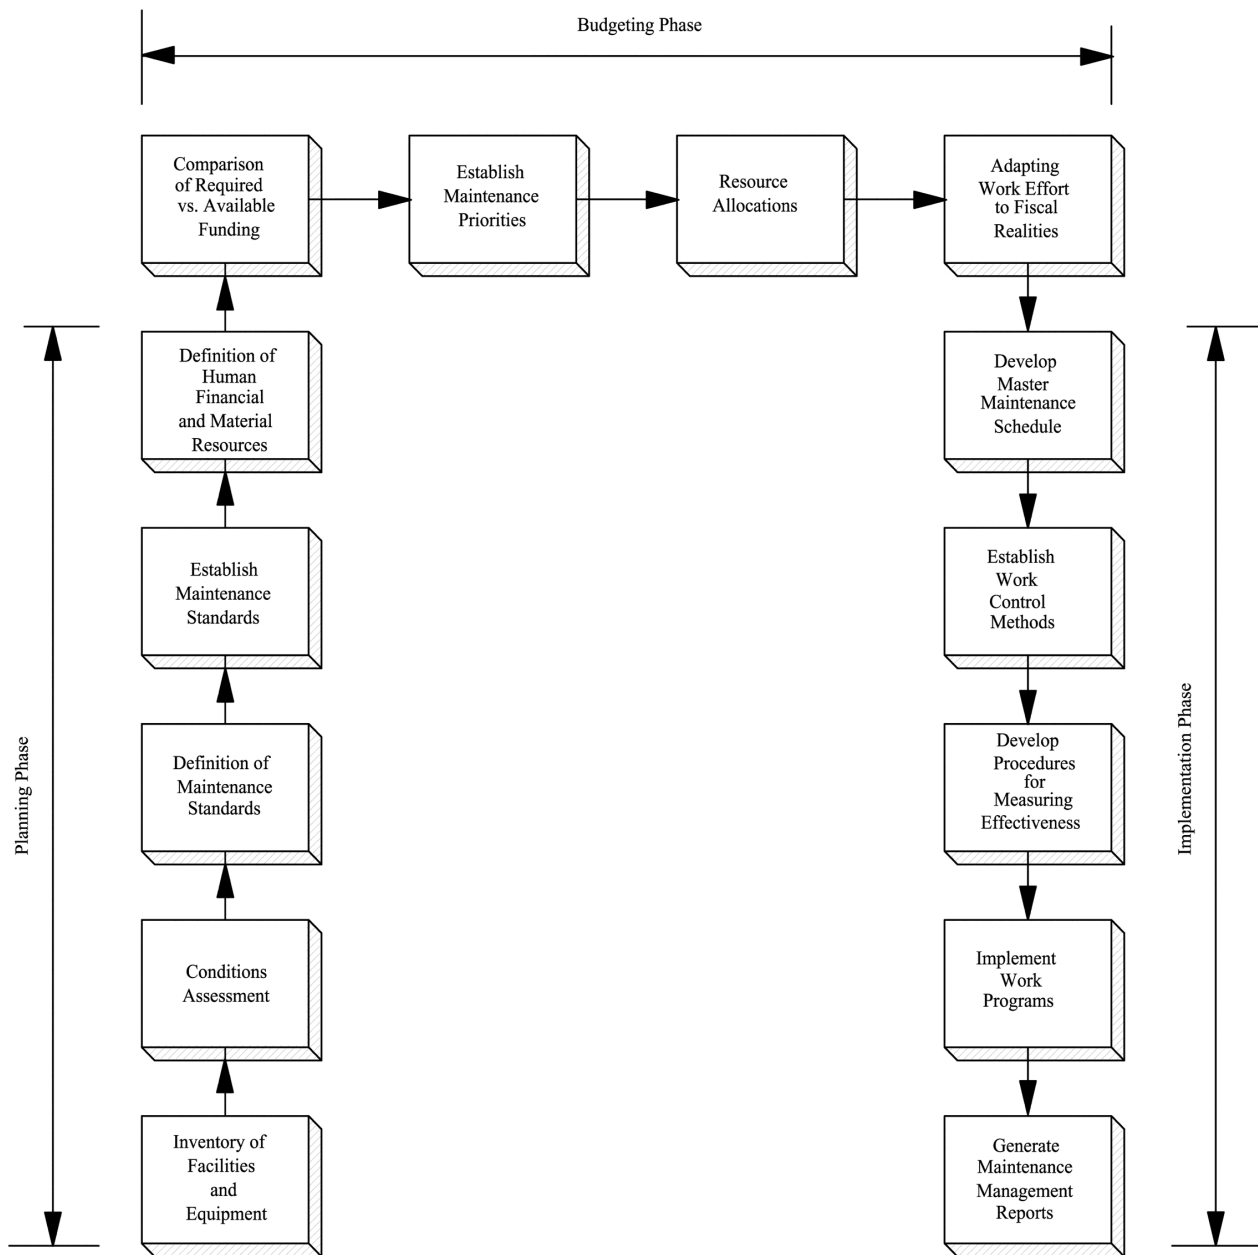 Budgeting Phase
Comparison
of Required
vs. Available
Funding
Establish
Maintenance
Priorities
Resource
Allocations
Adapting
Work Effort
to Fiscal
Realities
Definition of
Human
Financial
and Material
Resources
Develop
Master
Maintenance
Schedule
Establish
Maintenance
Standards
Establish
Work
Control
Methods
Planning Phase
Definition of
Maintenance
Standards
Develop
Procedures
for
Measuring
Effectiveness
Implementation Phase
Conditions
Assessment
Implement
Work
Programs
Inventory of
Facilities
and
Equipment
Generate
Maintenance
Management
Reports